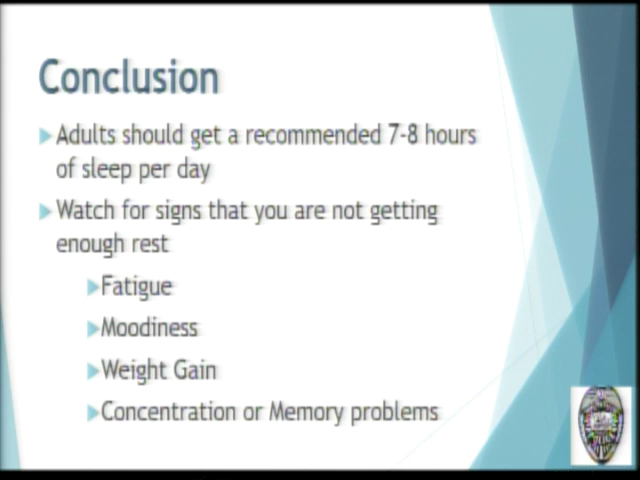 Conclusion
Adults should get a recommended 7-8 hours
of sleep per day
Watch for signs that you are not getting
enough rest
Fatigue
Moodiness
Weight Gain
Concentration or Memory problems